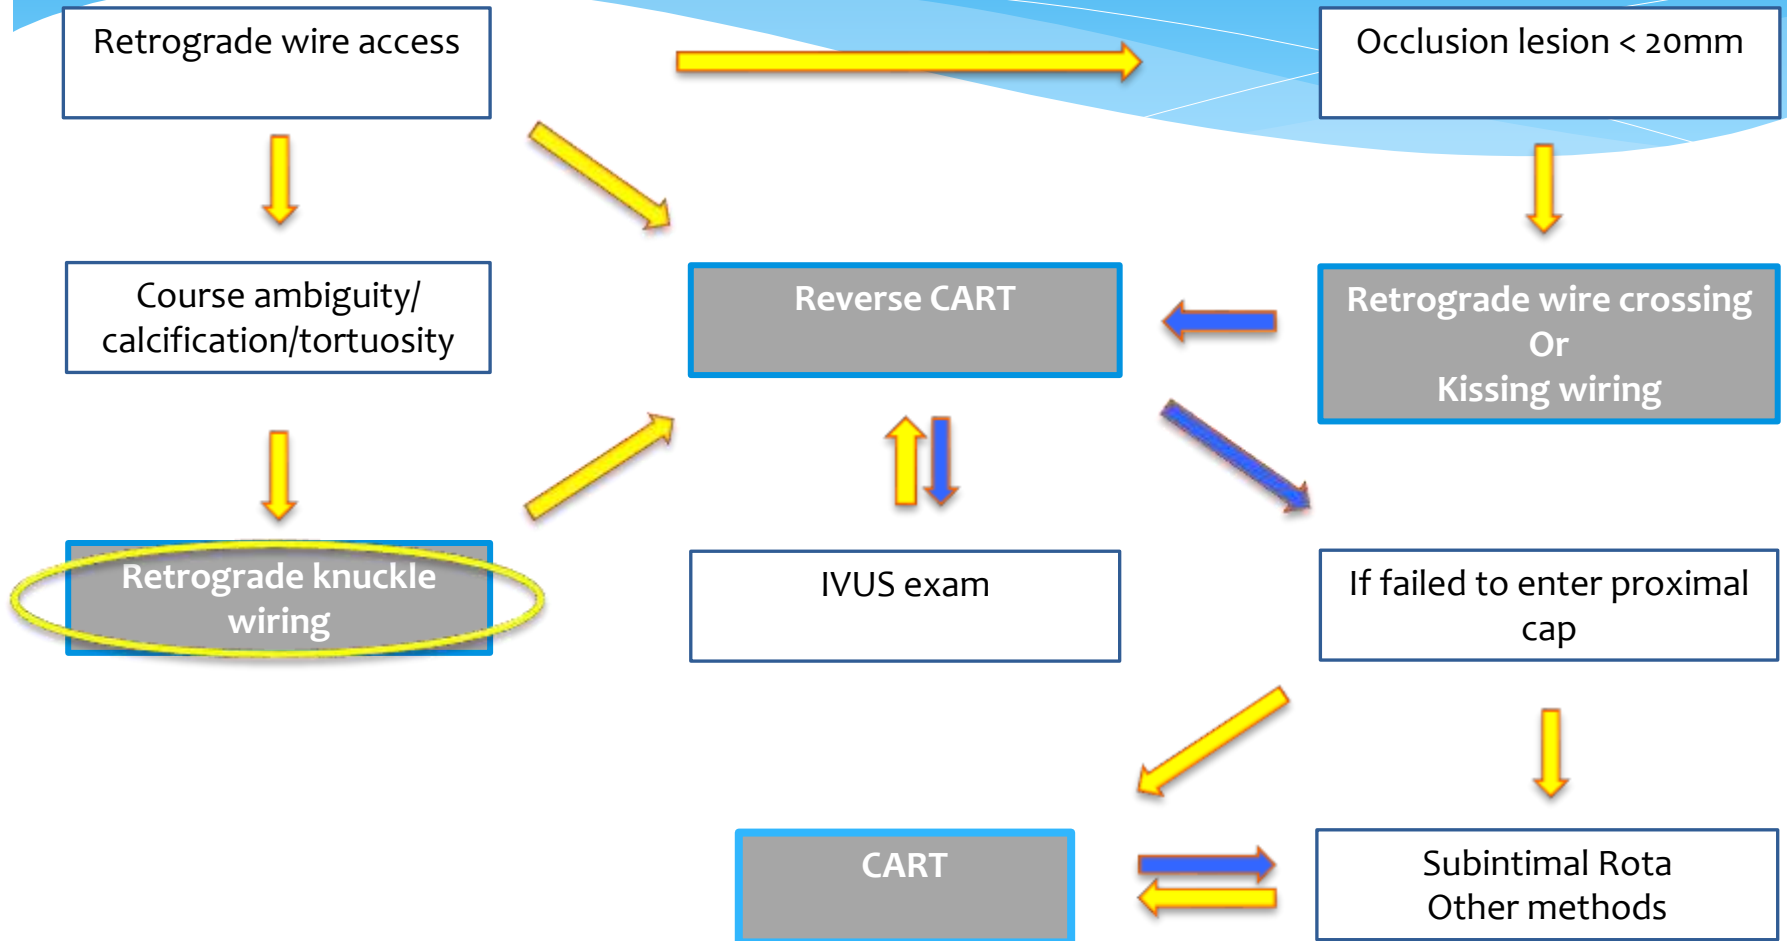 Retrograde wire access
Occlusion lesion < 20mm
Course ambiguity/
calcification/tortuosity
Reverse CART
Retrograde wire crossing
Or
Kissing wiring
Retrograde knuckle
wiring
IVUS exam
If failed to enter proximal
cap
CART
Subintimal Rota
Other methods